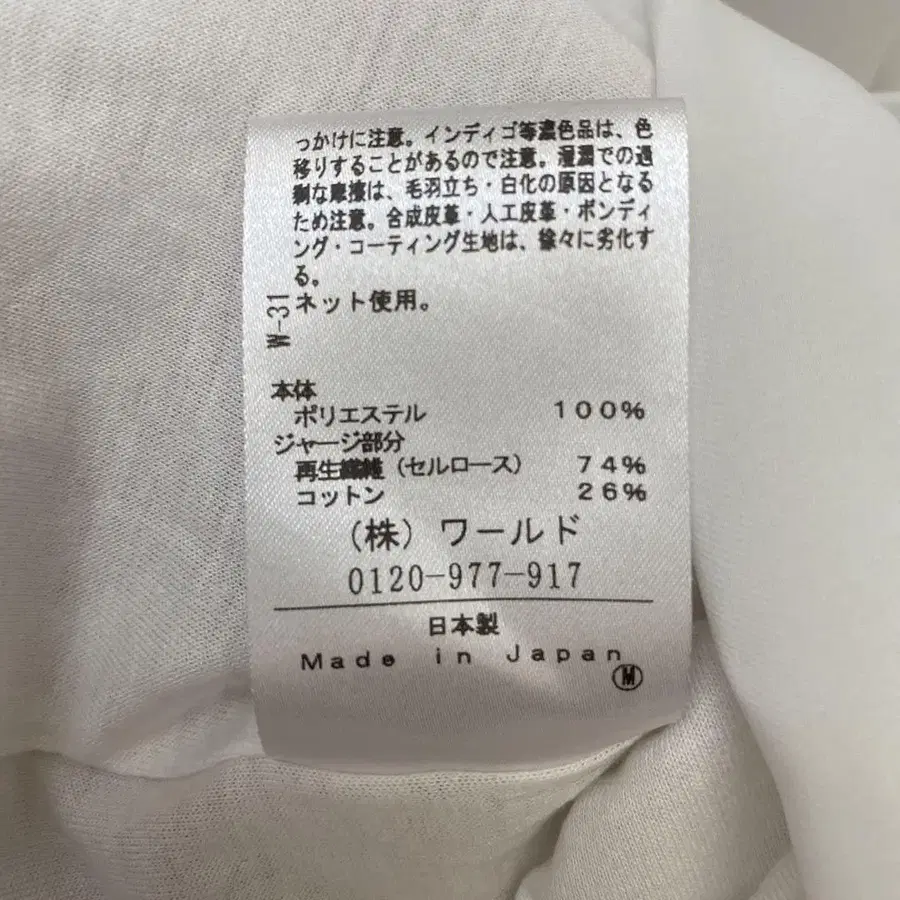 っかけに注意。インディゴ等濃色品は、色
移りすることがあるので注意。湿潤での過
剰な摩擦は、毛羽立ち・白化の原因となる
ため注意。合成皮革・人工皮革・ボンディ
ング・コーティング生地は、徐々に劣化す
る。
ネット使用。
W-31
本体
ポリエステル 100%
ジャージ部分
再生繊維（セルロース） 74%
コットン 26%
（株）ワールド
0120-977-917
日本製
Made in Japan
M